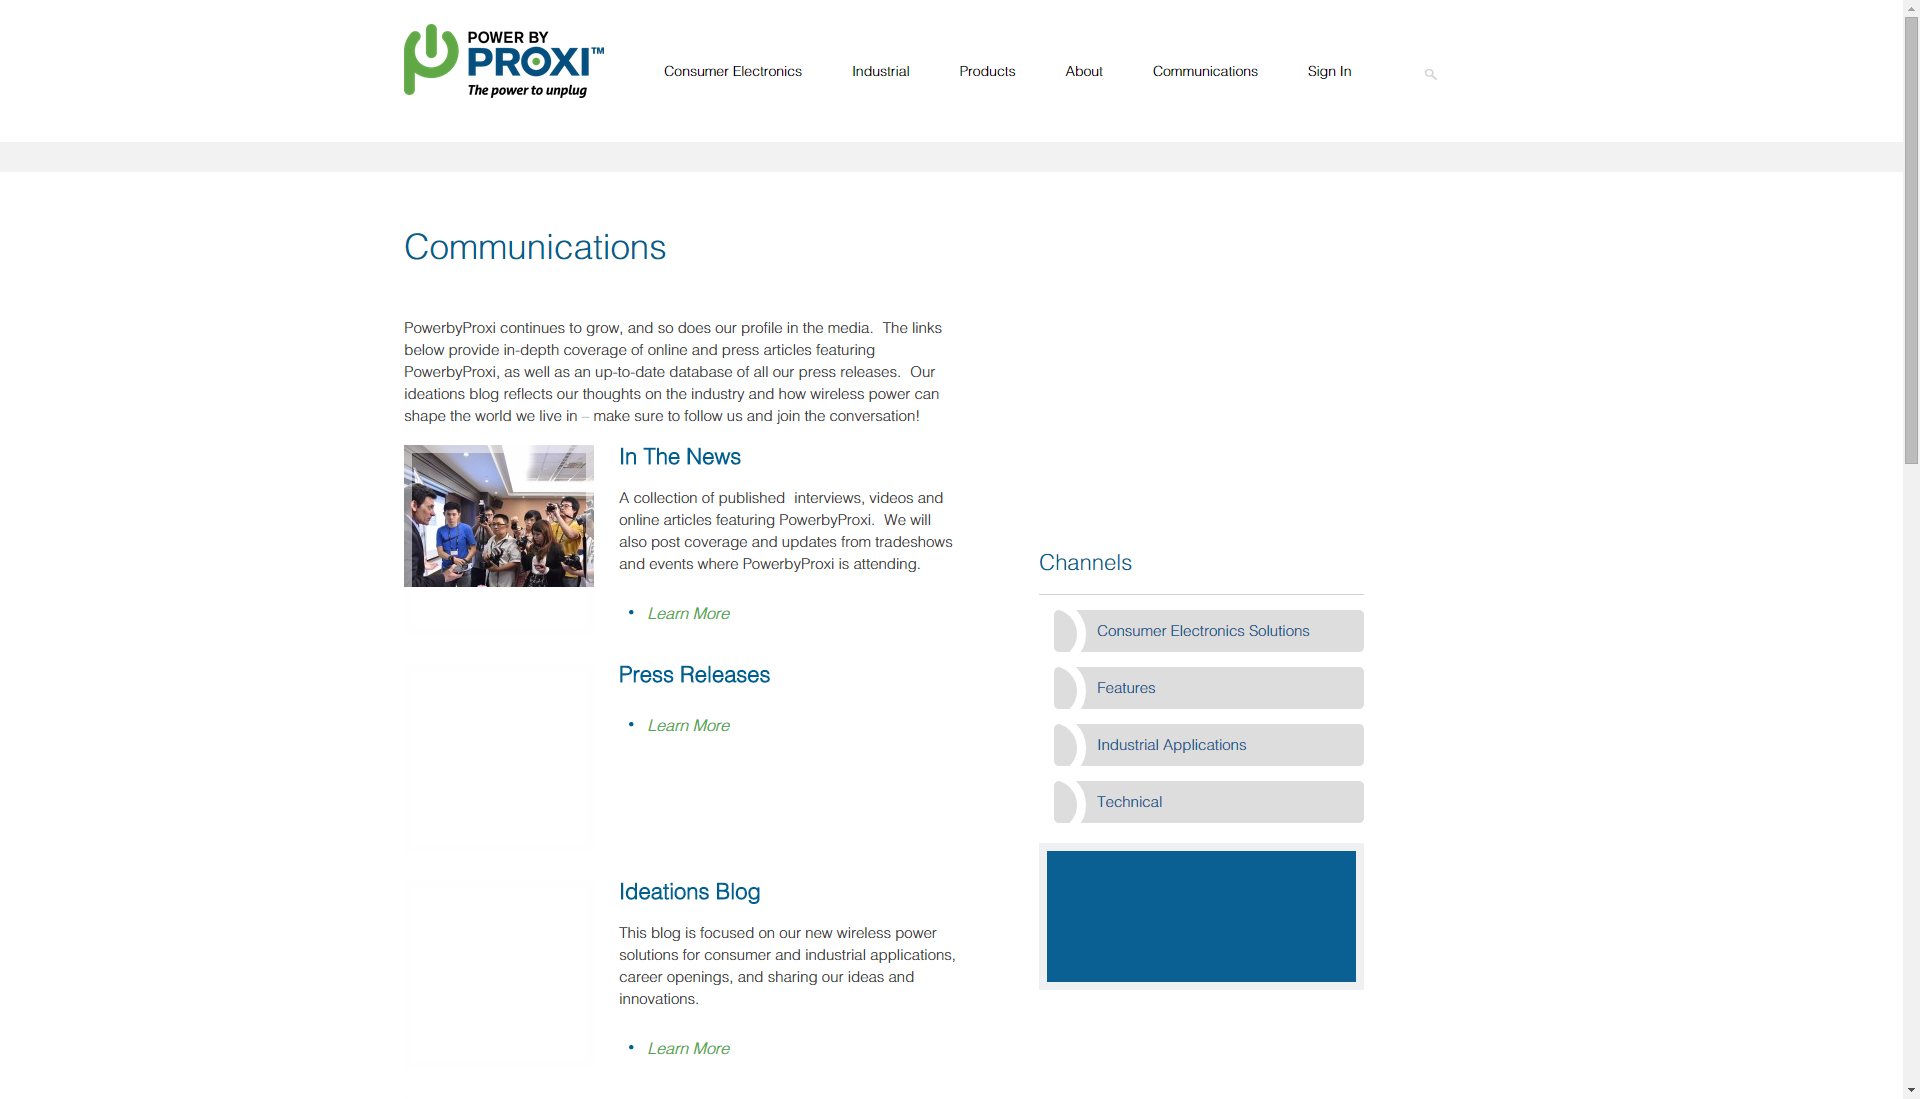 POWER BY
PROXI™
The power to unplug
Consumer Electronics
Industrial
Products
About
Communications
Sign In
Communications
PowerbyProxi continues to grow, and so does our profile in the media.  The links
below provide in-depth coverage of online and press articles featuring
PowerbyProxi, as well as an up-to-date database of all our press releases.  Our
ideations blog reflects our thoughts on the industry and how wireless power can
shape the world we live in – make sure to follow us and join the conversation!
In The News
A collection of published  interviews, videos and
online articles featuring PowerbyProxi.  We will
also post coverage and updates from tradeshows
and events where PowerbyProxi is attending.
• Learn More
Press Releases
• Learn More
Ideations Blog
This blog is focused on our new wireless power
solutions for consumer and industrial applications,
career openings, and sharing our ideas and
innovations.
• Learn More
Channels
Consumer Electronics Solutions
Features
Industrial Applications
Technical